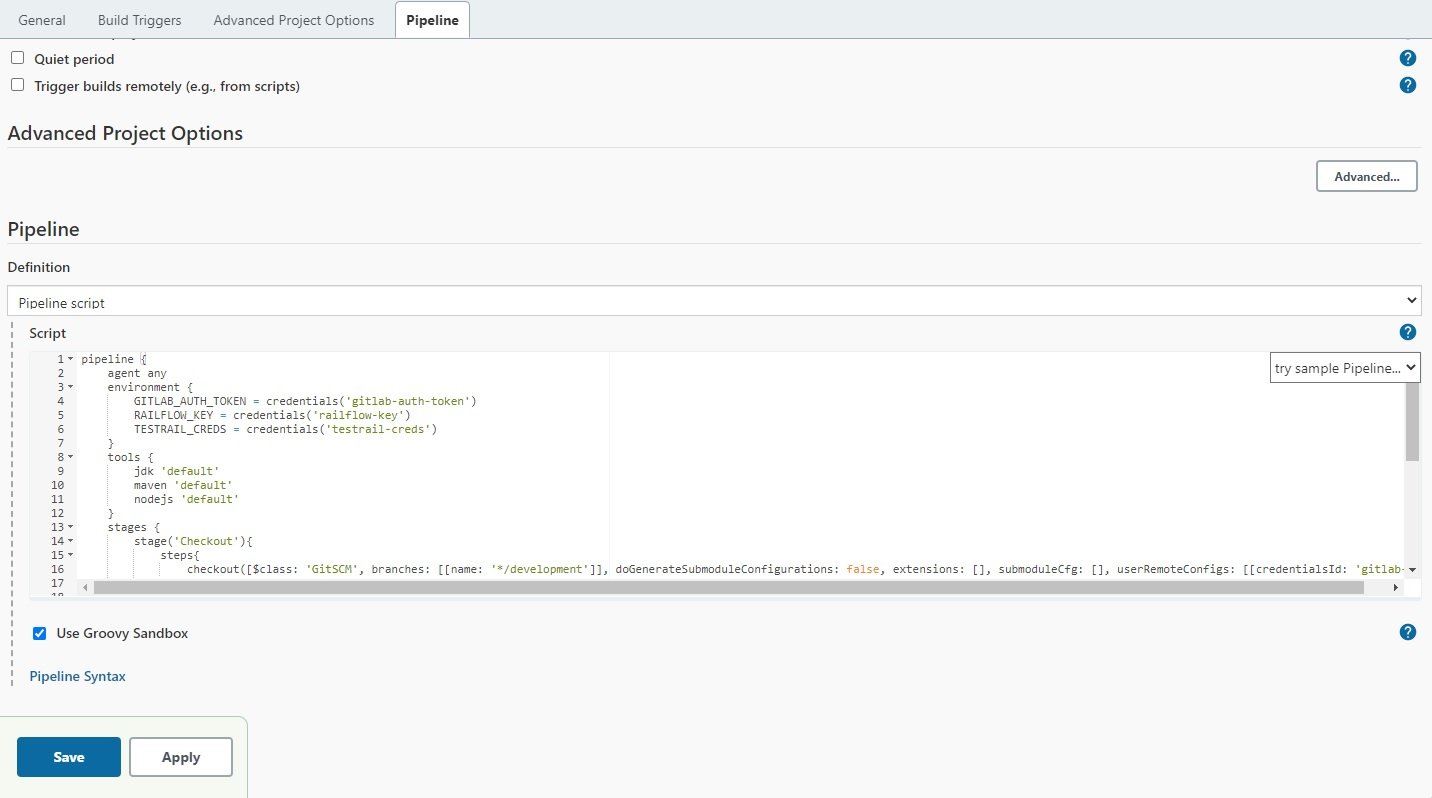 General Build Triggers Advanced Project Options Pipeline
Quiet period
Trigger builds remotely (e.g., from scripts)
Advanced Project Options
Advanced...
Pipeline
Definition
Pipeline script
Script
try sample Pipeline...
1 pipeline {
2 agent any
3 environment {
4 GITLAB_AUTH_TOKEN = credentials('gitlab-auth-token')
5 RAILFLOW_KEY = credentials('railflow-key')
6 TESTRAIL_CREDS = credentials('testrail-creds')
7 }
8 tools {
9 jdk 'default'
10 maven 'default'
11 nodejs 'default'
12 }
13 stages {
14 stage('Checkout'){
15 steps{
16 checkout([$class: 'GitSCM', branches: [[name: '*/development']], doGenerateSubmoduleConfigurations: false, extensions: [], submoduleCfg: [], userRemoteConfigs: [[credentialsId: 'gitlab-
17
Use Groovy Sandbox
Pipeline Syntax
Save Apply